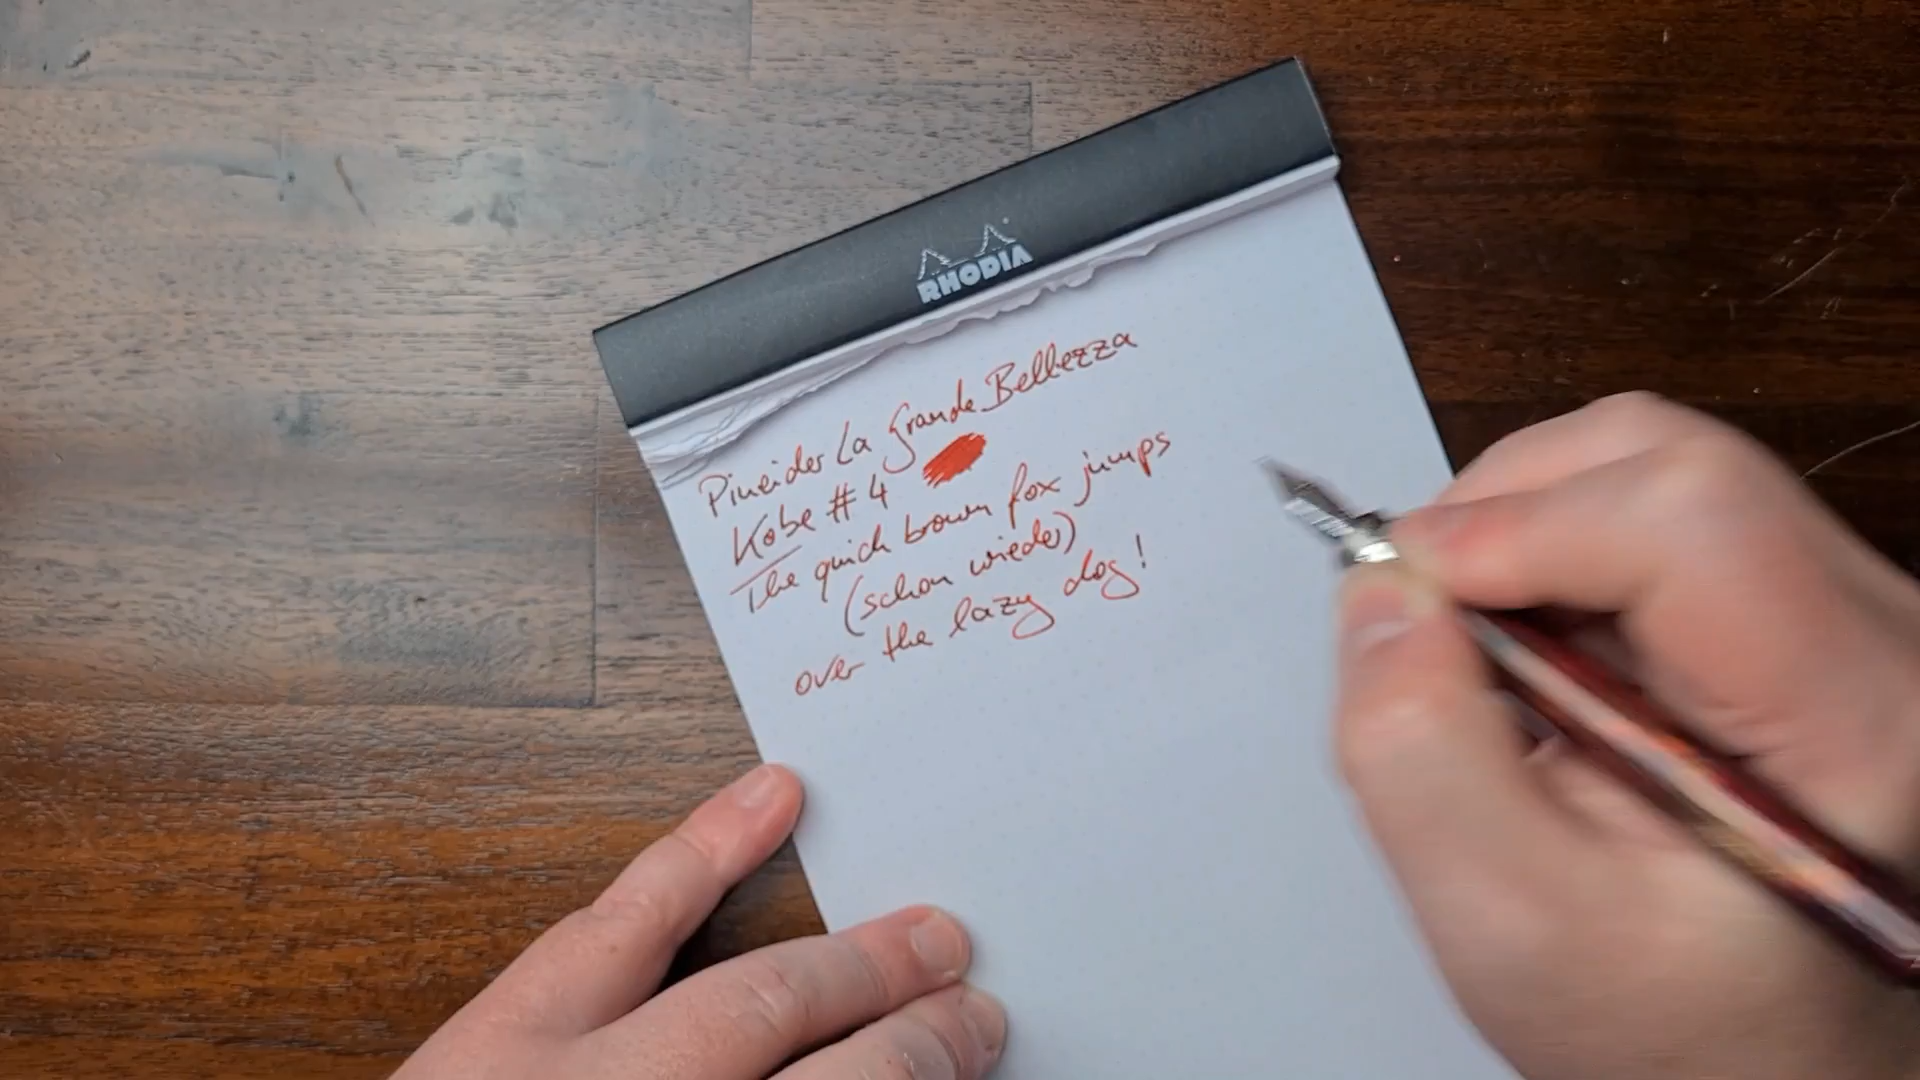 RHODIA
Pineider La Grande Bellezza
Kobe # 4
The quick brown fox jumps
(schon wieder)
over the lazy dog!